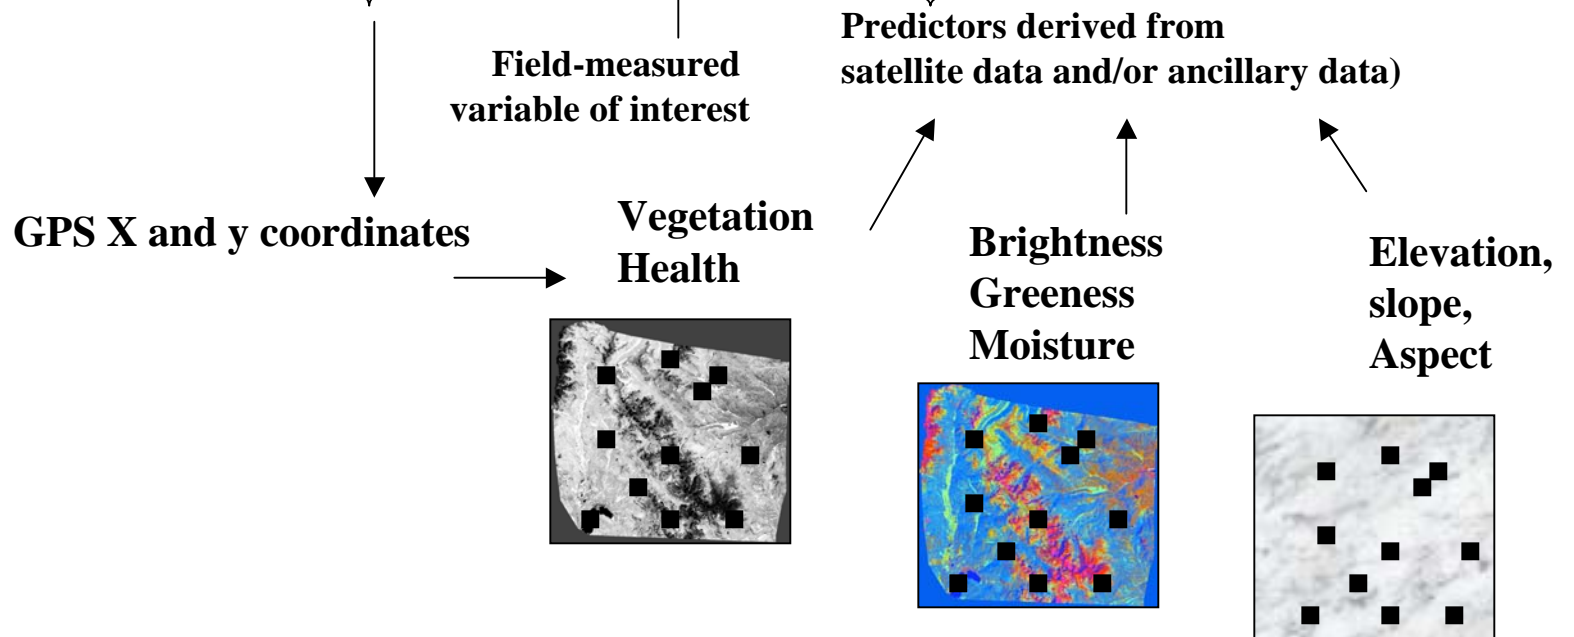 Predictors derived from
satellite data and/or ancillary data)
Field-measured
variable of interest
GPS X and y coordinates
Vegetation
Health
Brightness
Greeness
Moisture
Elevation,
slope,
Aspect